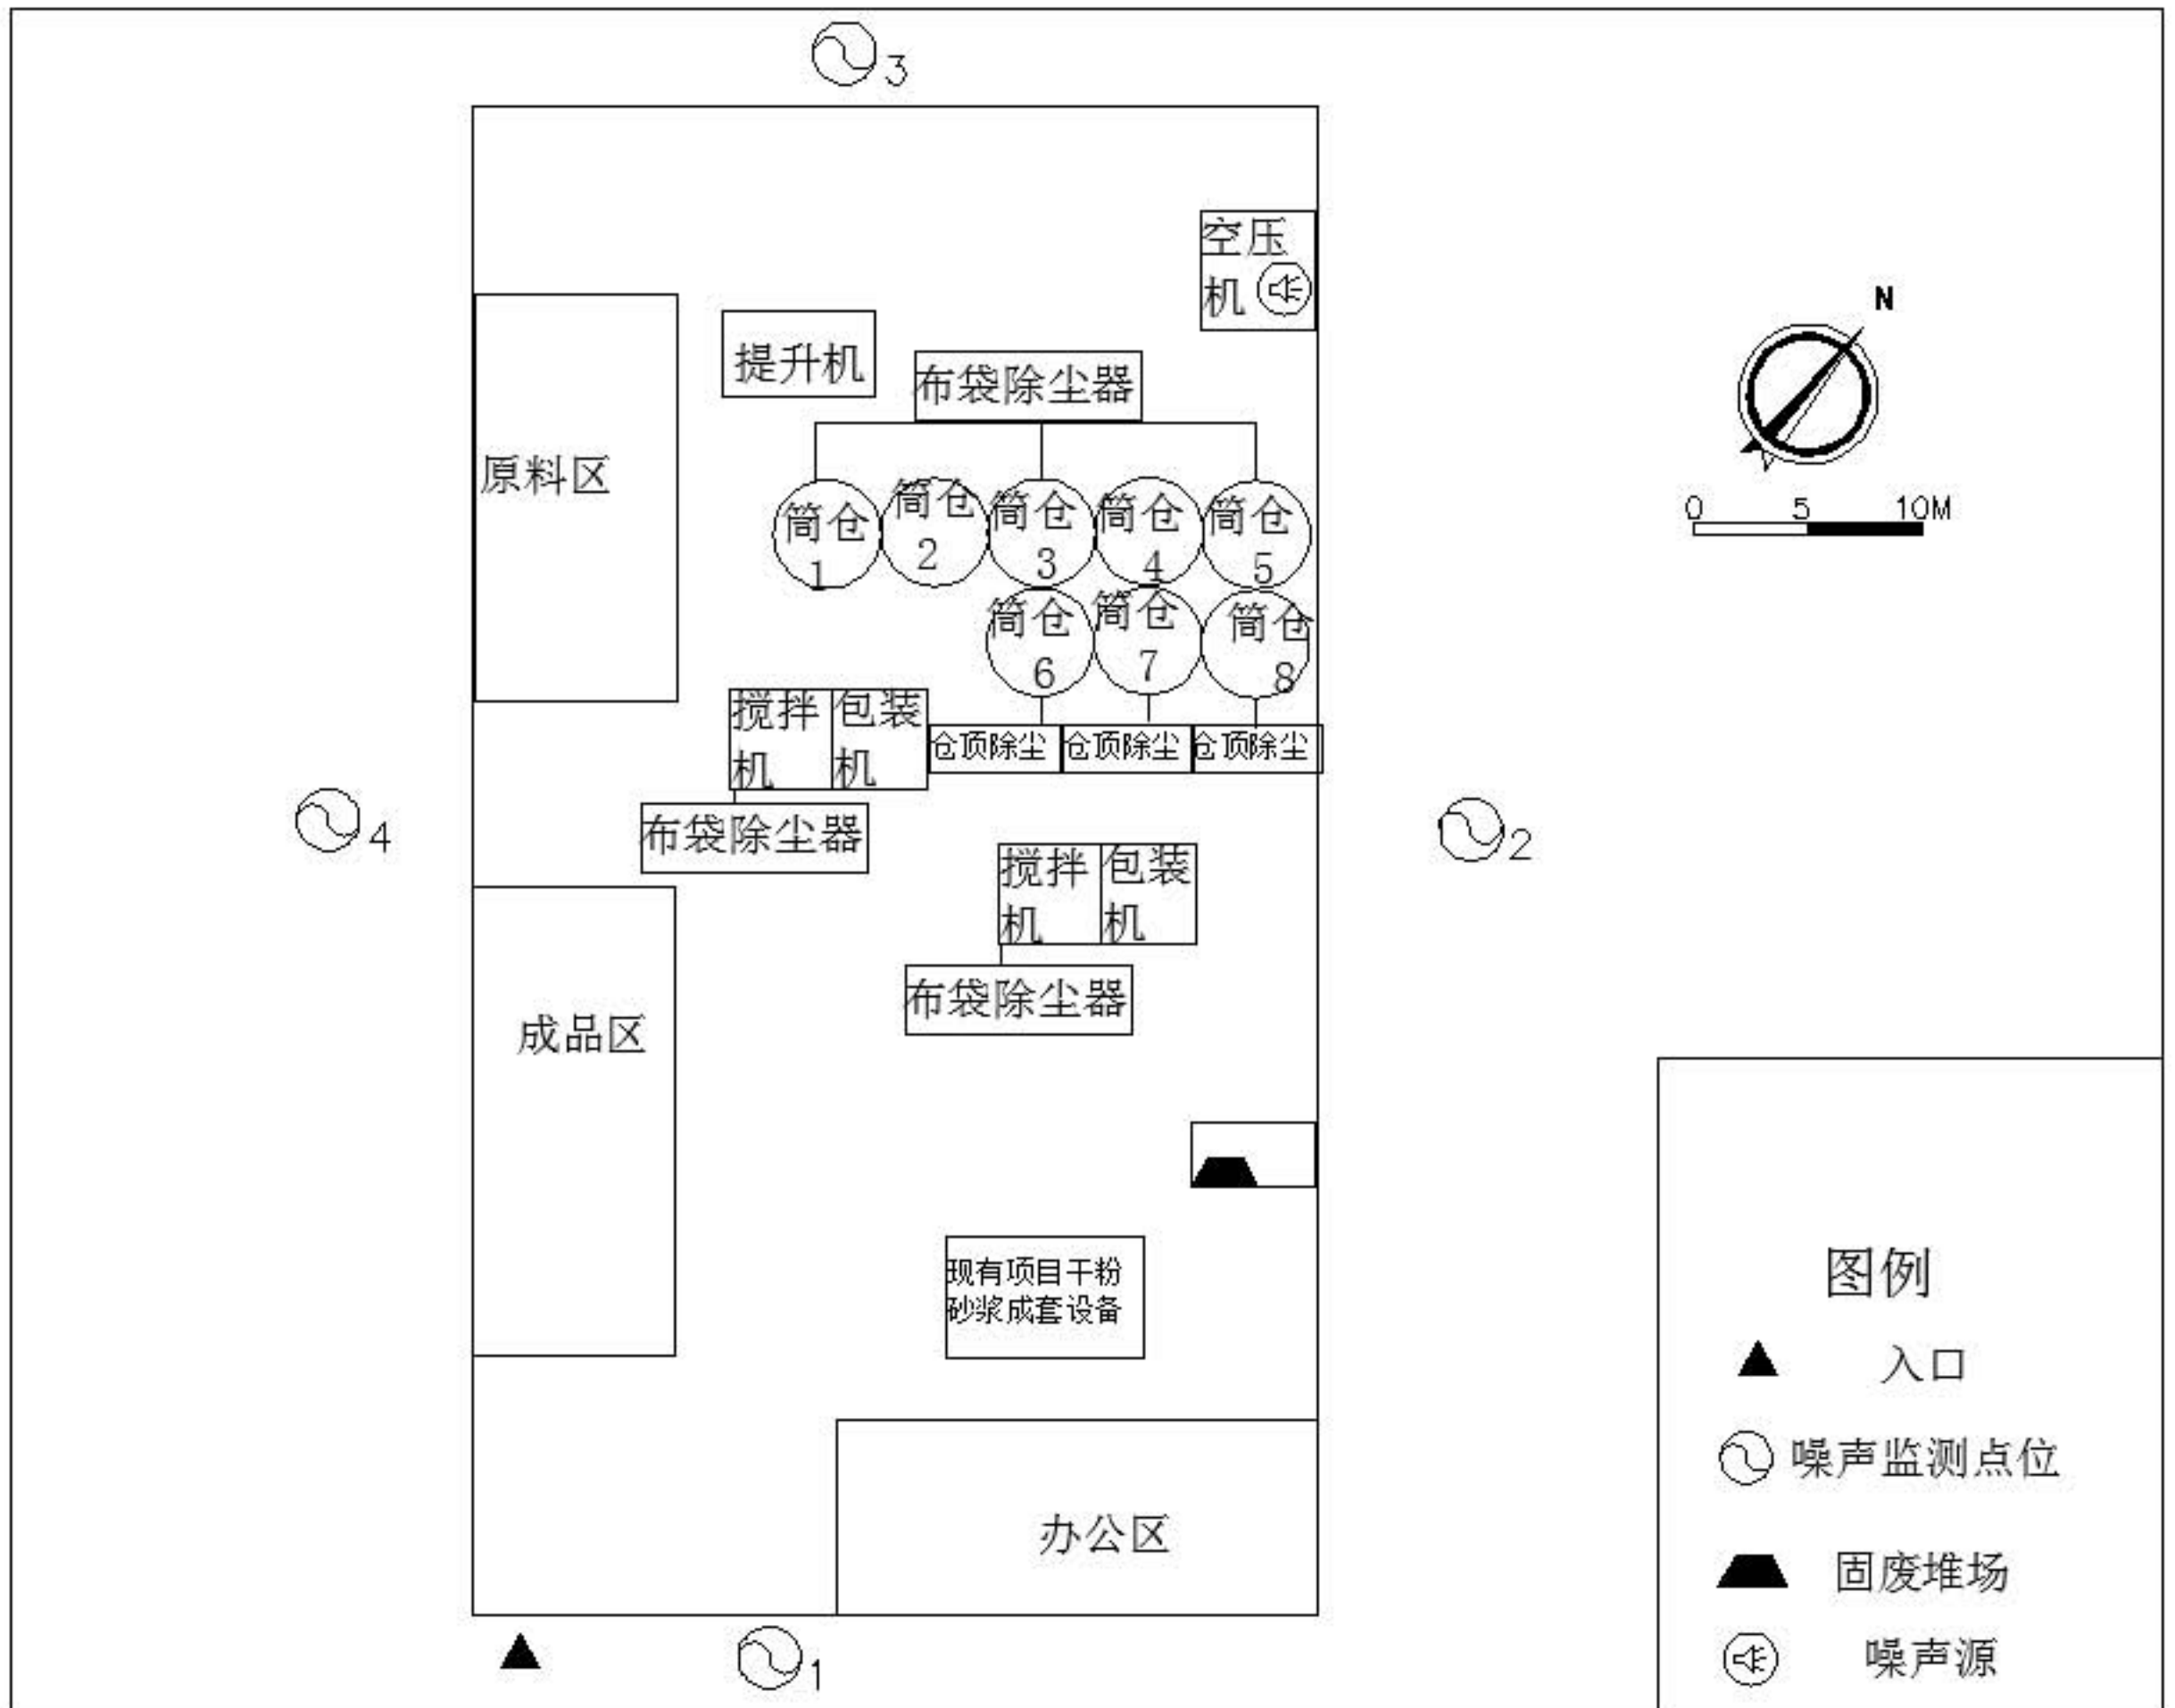 3
空压
机
N
提升机
布袋除尘器
原料区
0 5 10M
筒仓
1
筒仓
2
筒仓
3
筒仓
4
筒仓
5
筒仓
6
筒仓
7
筒仓
8
搅拌
机
包装
机
仓顶除尘
仓顶除尘
仓顶除尘
4
布袋除尘器
2
搅拌
机
包装
机
布袋除尘器
成品区
现有项目干粉
砂浆成套设备
办公区
1
图例
入口
噪声监测点位
固废堆场
噪声源